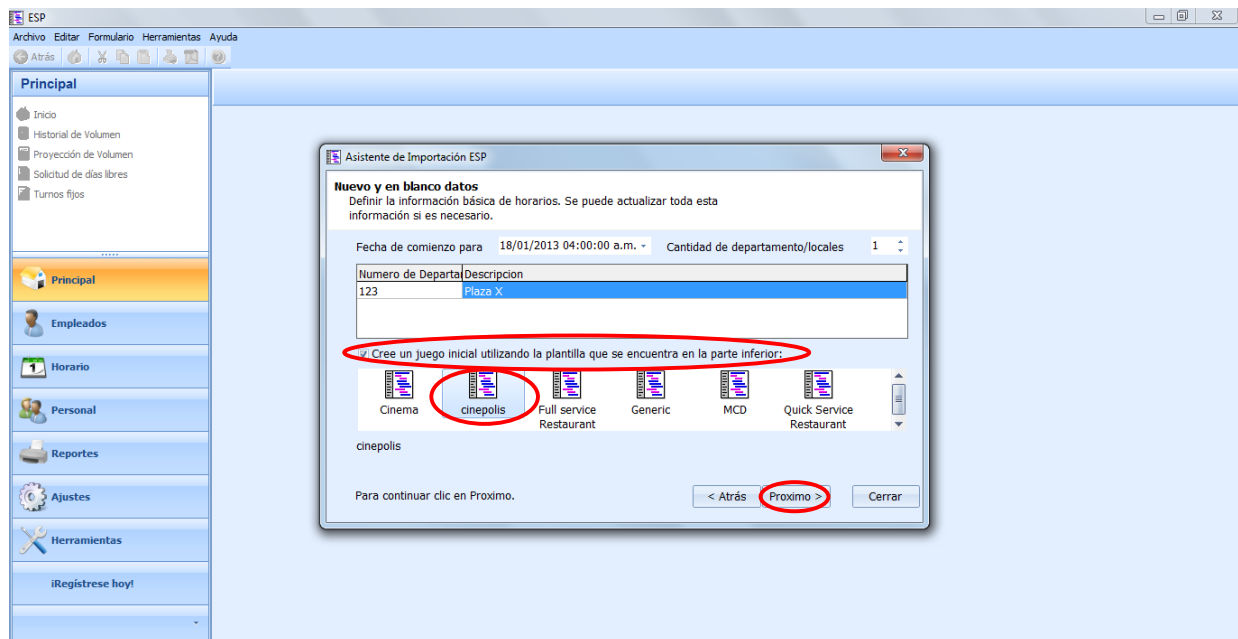 ESP
Archivo Editar Formulario Herramientas Ayuda
Atrás
Principal
Inicio
Historial de Volumen
Proyección de Volumen
Solicitud de días libres
Turnos fijos
Asistente de Importación ESP
Nuevo y en blanco datos
Definir la información básica de horarios. Se puede actualizar toda esta
información si es necesario.
Fecha de comienzo para 18/01/2013 04:00:00 a.m. Cantidad de departamento/locales 1
Numero de Departa Descripcion
123 Plaza X
Cree un juego inicial utilizando la plantilla que se encuentra en la parte inferior:
Cinema cinepolis Full service Generic MCD Quick Service
Restaurant Restaurant
cinepolis
Para continuar clic en Proximo. < Atrás Proximo > Cerrar
Principal
Empleados
1 Horario
Personal
Reportes
Ajustes
Herramientas
¡Regístrese hoy!